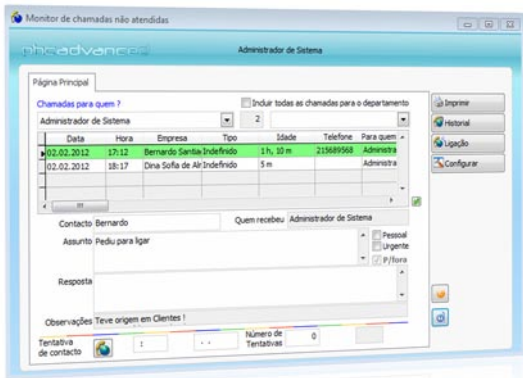 Monitor de chamadas não atendidas
phcadvanced
Administrador de Sistema
Página Principal
Chamadas para quem ?
Incluir todas as chamadas para o departamento
Administrador de Sistema
2
Data Hora Empresa Tipo Idade Telefone Para quem
02.02.2012 17:12 Bernardo Santia Indefinido 1 h, 10 m 215689568 Administra
02.02.2012 18:17 Dina Sofia de Alr Indefinido 5 m Administra
Contacto Bernardo
Quem recebeu Administrador de Sistema
Assunto Pediu para ligar
Pessoal
Urgente
P/fora
Resposta
Observações Teve origem em Clientes !
Tentativa de contacto
:
. .
Número de Tentativas
0
Imprimir
Historial
Ligação
Configurar